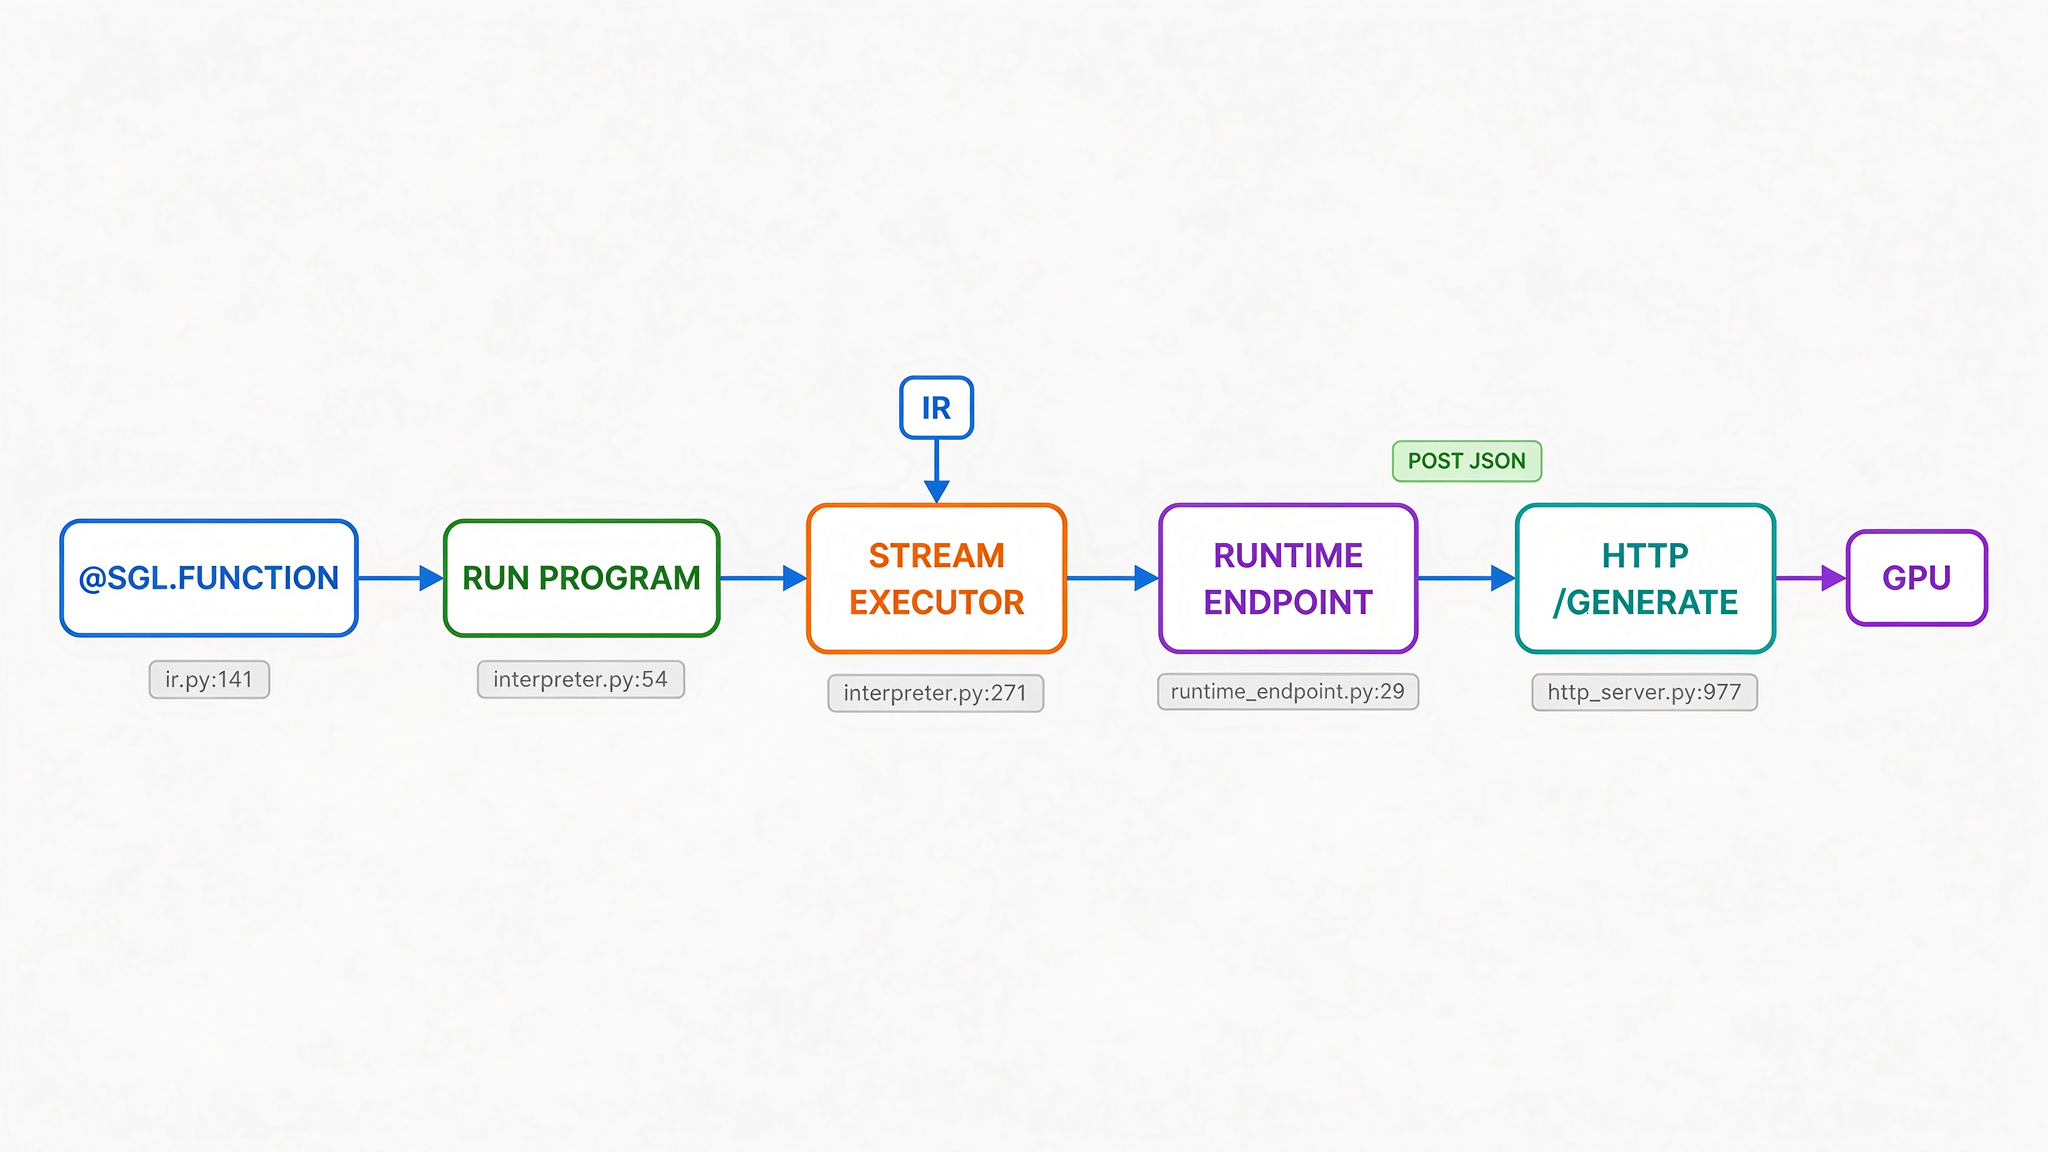 IR
POST JSON
@SGL.FUNCTION
RUN PROGRAM
STREAM
EXECUTOR
RUNTIME
ENDPOINT
HTTP
/GENERATE
GPU
ir.py:141
interpreter.py:54
interpreter.py:271
runtime_endpoint.py:29
http_server.py:977